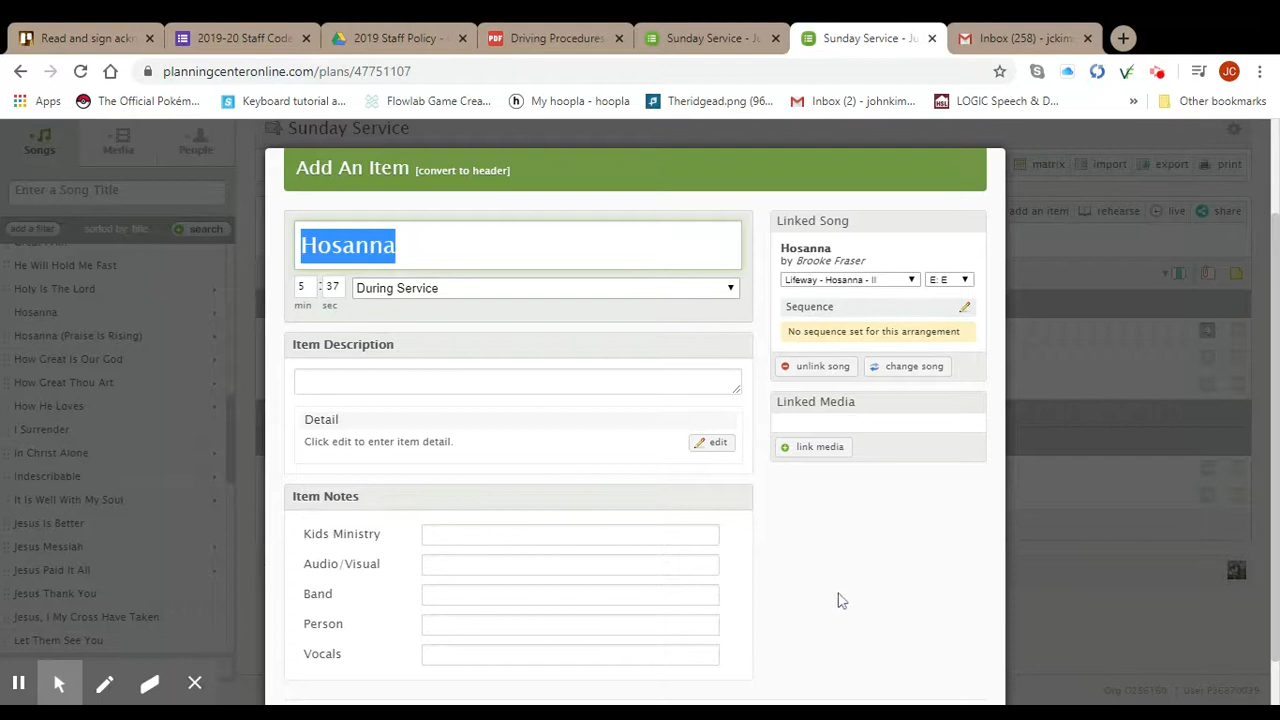 Read and sign ackn
2019-20 Staff Code
2019 Staff Policy - G
PDF
Driving Procedures
Sunday Service - Ju
Sunday Service - Ju
Inbox (258) - jckime
planningcenteronline.com/plans/47751107
JC
Apps
The Official Pokém...
Keyboard tutorial a...
Flowlab Game Crea...
My hoopla - hoopla
Theridgead.png (96...
Inbox (2) - johnkim...
LOGIC Speech & D...
Other bookmarks
Songs
Media
People
Sunday Service
matrix
import
export
print
Enter a Song Title
add a filter
sorted by: title
search
add an item
rehearse
live
share
He Will Hold Me Fast
Holy Is The Lord
Hosanna
Hosanna (Praise Is Rising)
How Great Is Our God
How Great Thou Art
How He Loves
I Surrender
In Christ Alone
Indescribable
It Is Well With My Soul
Jesus Is Better
Jesus Messiah
Jesus Paid It All
Jesus Thank You
Jesus, I My Cross Have Taken
Let Them See You
Add An Item [convert to header]
Hosanna
5 : 37 During Service
min sec
Item Description
Detail
Click edit to enter item detail.
edit
Item Notes
Kids Ministry
Audio/Visual
Band
Person
Vocals
Linked Song
Hosanna
by Brooke Fraser
Lifeway - Hosanna - II
E: E
Sequence
No sequence set for this arrangement
unlink song
change song
Linked Media
link media